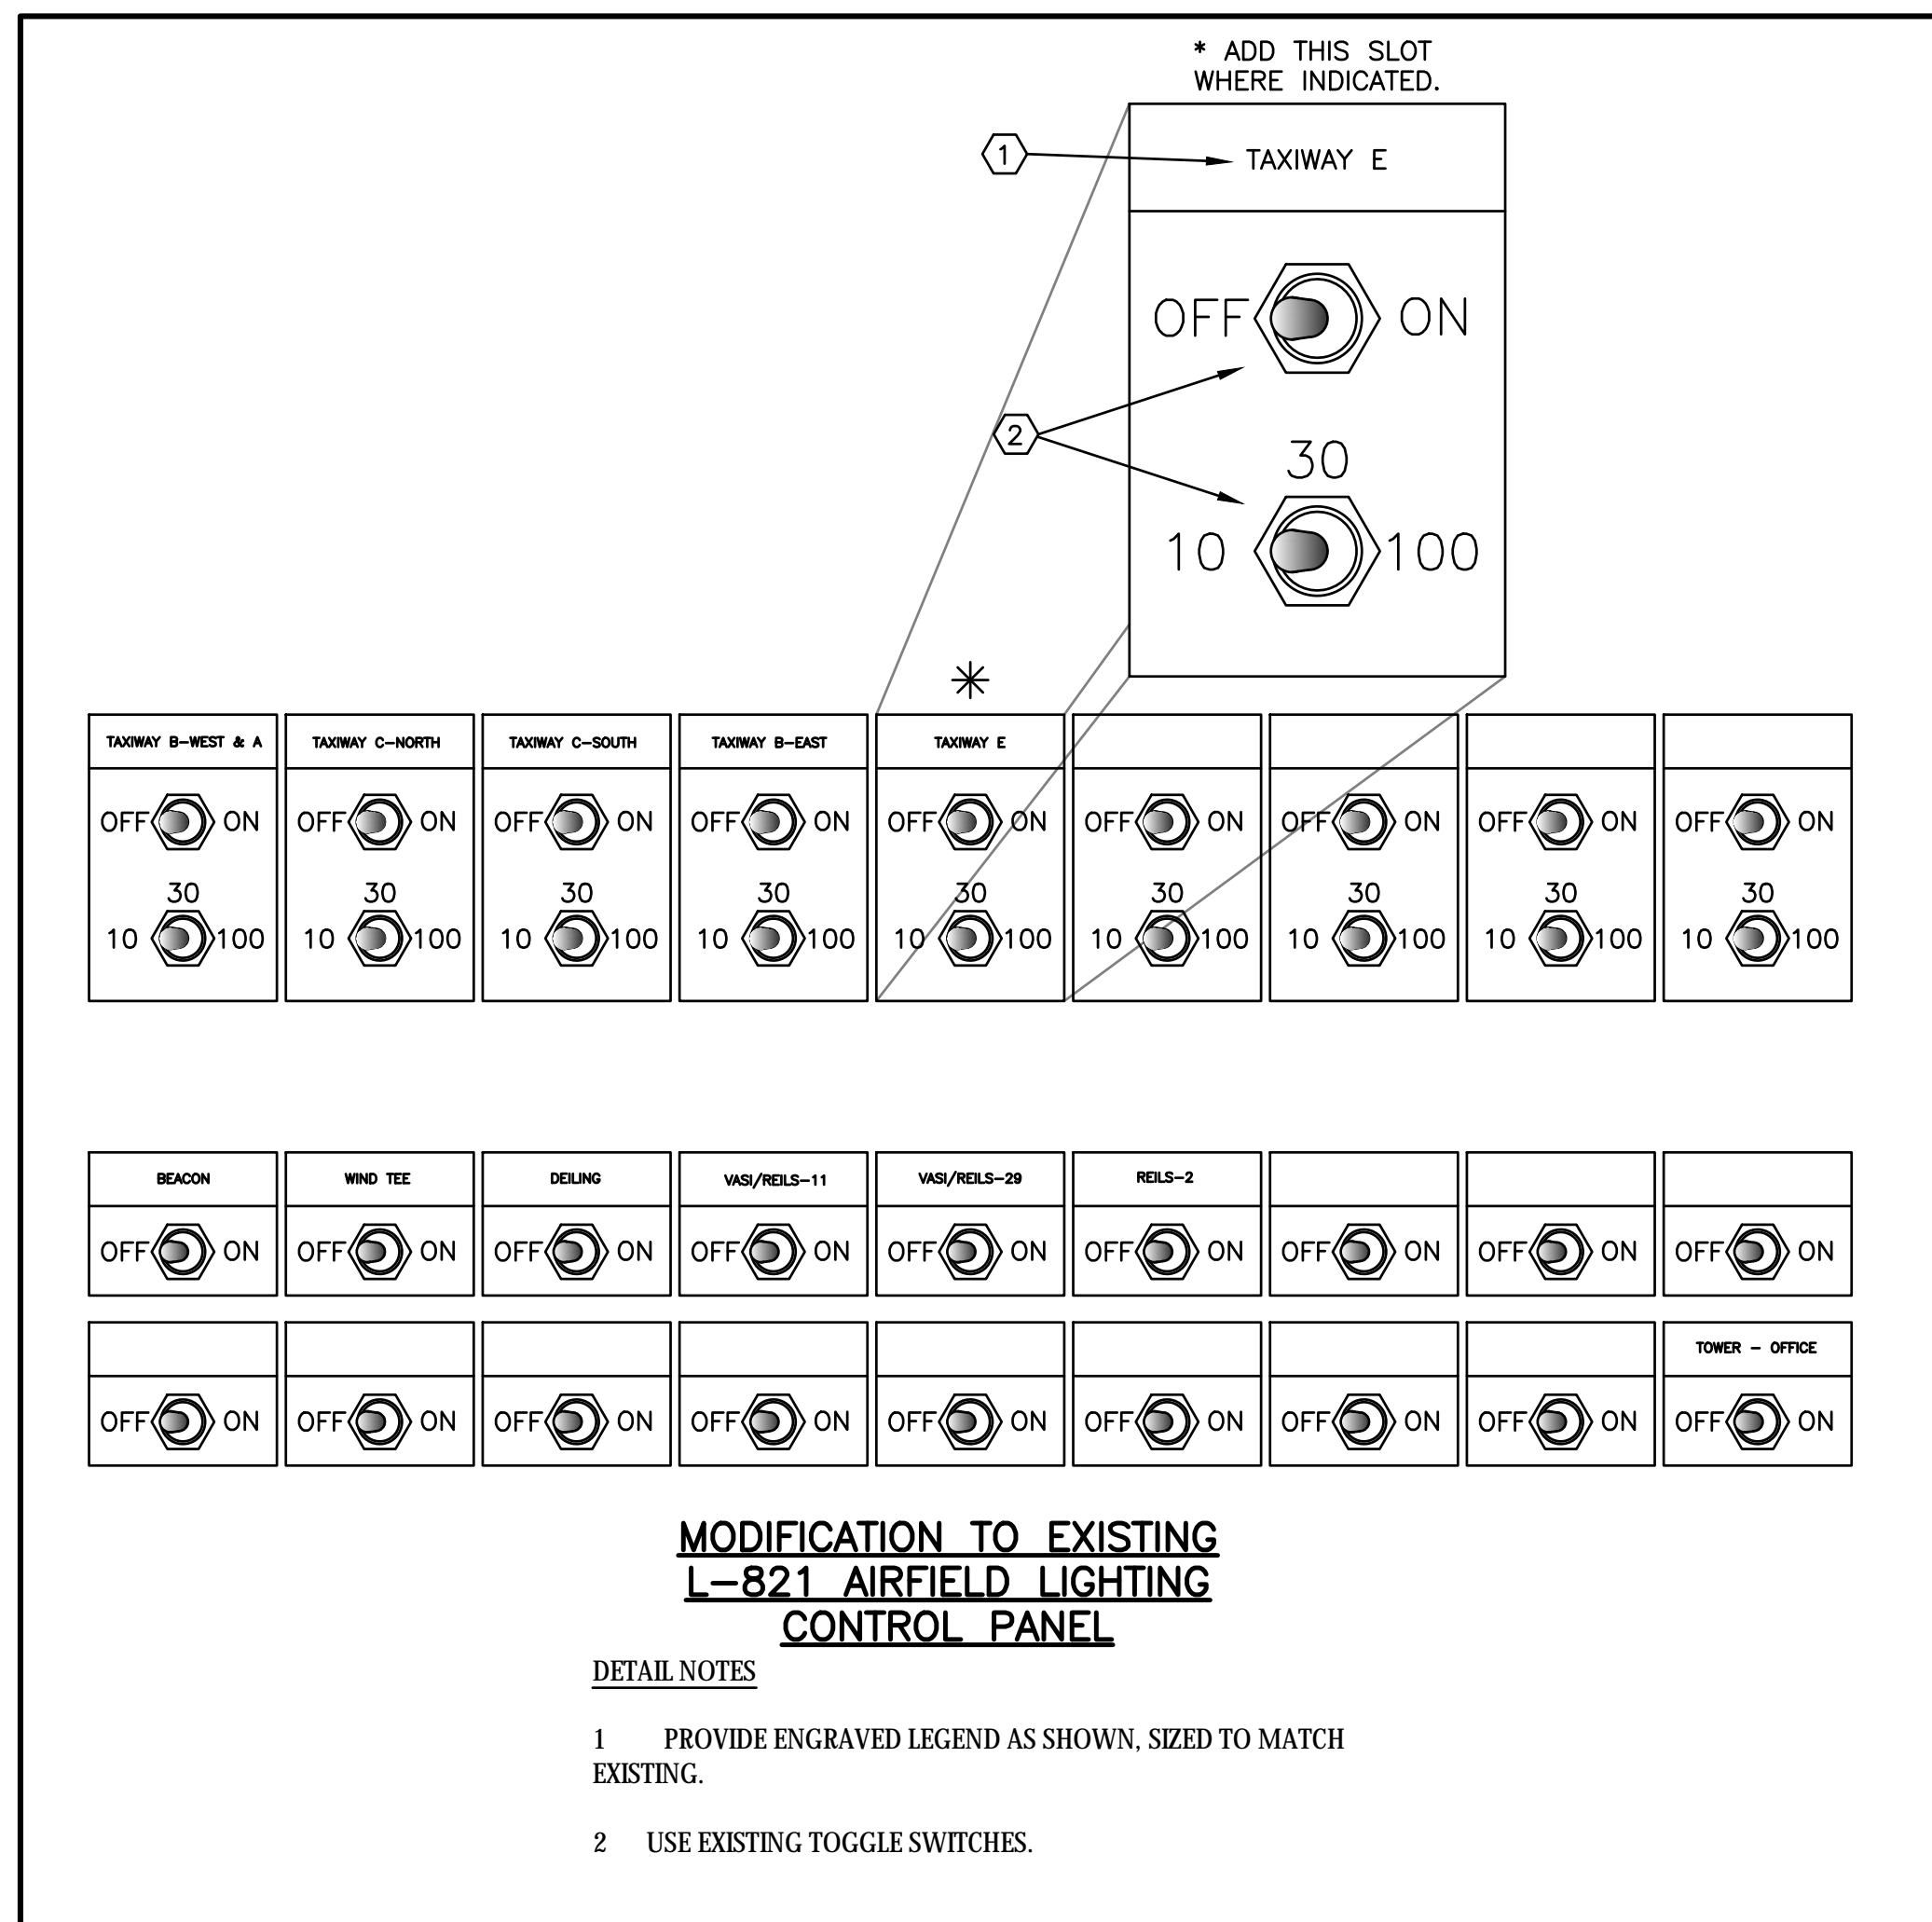 * ADD THIS SLOT
WHERE INDICATED.
1
TAXIWAY E
OFF ON
2
30
10 100
*
TAXIWAY B-WEST & A TAXIWAY C-NORTH TAXIWAY C-SOUTH TAXIWAY B-EAST TAXIWAY E
OFF ON OFF ON OFF ON OFF ON OFF ON OFF ON OFF ON OFF ON OFF ON
30 30 30 30 30 30 30 30 30
10 100 10 100 10 100 10 100 10 100 10 100 10 100 10 100 10 100
BEACON WIND TEE DEILING VASI/REILS-11 VASI/REILS-29 REILS-2
OFF ON OFF ON OFF ON OFF ON OFF ON OFF ON OFF ON OFF ON OFF ON
TOWER - OFFICE
OFF ON OFF ON OFF ON OFF ON OFF ON OFF ON OFF ON OFF ON OFF ON
MODIFICATION TO EXISTING
L-821 AIRFIELD LIGHTING
CONTROL PANEL
DETAIL NOTES
1 PROVIDE ENGRAVED LEGEND AS SHOWN, SIZED TO MATCH
EXISTING.
2 USE EXISTING TOGGLE SWITCHES.